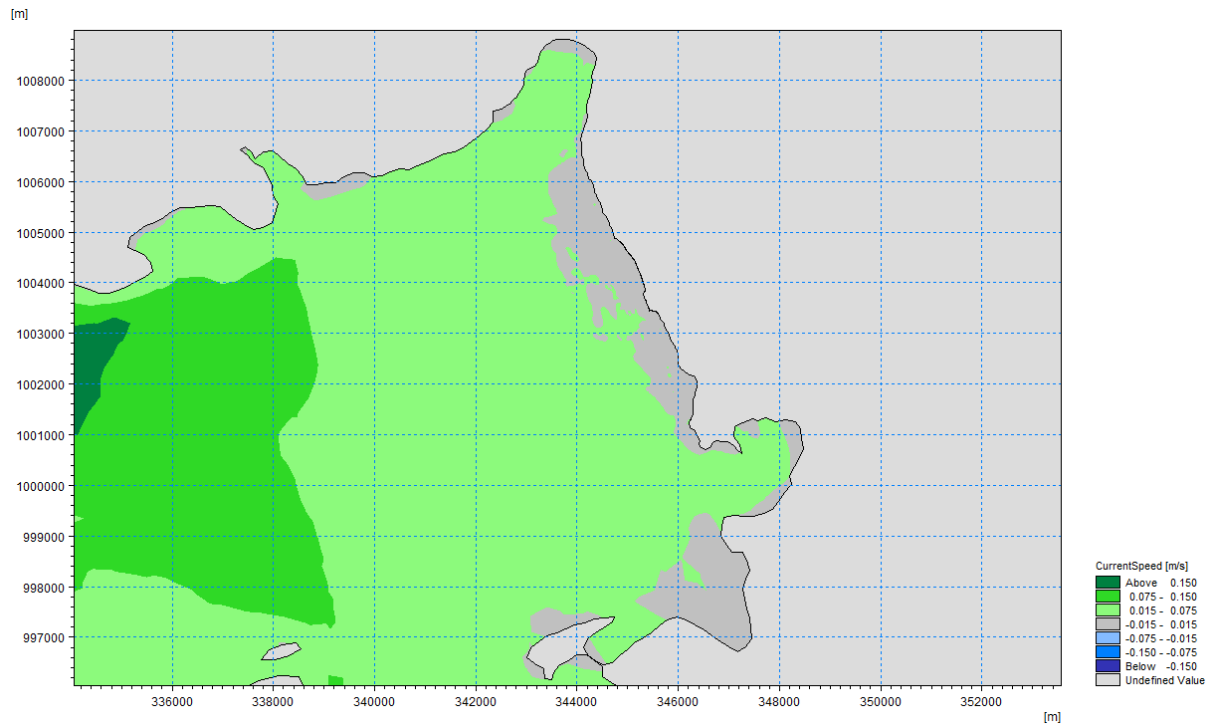 [m]
1008000
1007000
1006000
1005000
1004000
1003000
1002000
1001000
1000000
999000
998000
997000
336000 338000 340000 342000 344000 346000 348000 350000 352000
[m]
CurrentSpeed [m/s]
Above 0.150
0.075 - 0.150
0.015 - 0.075
-0.015 - 0.015
-0.075 - -0.015
-0.150 - -0.075
Below -0.150
Undefined Value